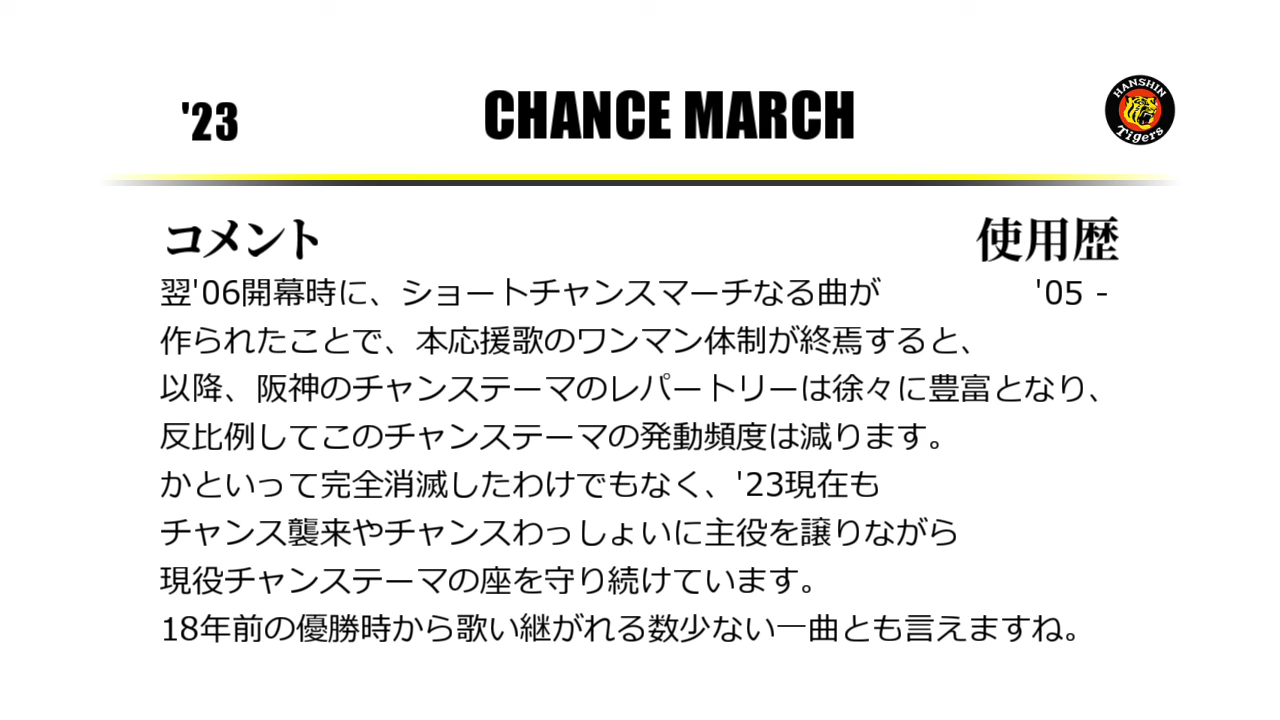 '23
CHANCE MARCH
HANSHIN
Tigers
コメント
使用歴
翌'06開幕時に、ショートチャンスマーチなる曲が
'05 -
作られたことで、本応援歌のワンマン体制が終焉すると、
以降、阪神のチャンステーマのレパートリーは徐々に豊富となり、
反比例してこのチャンステーマの発動頻度は減ります。
かといって完全消滅したわけでもなく、'23現在も
チャンス襲来やチャンスわっしょいに主役を譲りながら
現役チャンステーマの座を守り続けています。
18年前の優勝時から歌い継がれる数少ない一曲とも言えますね。